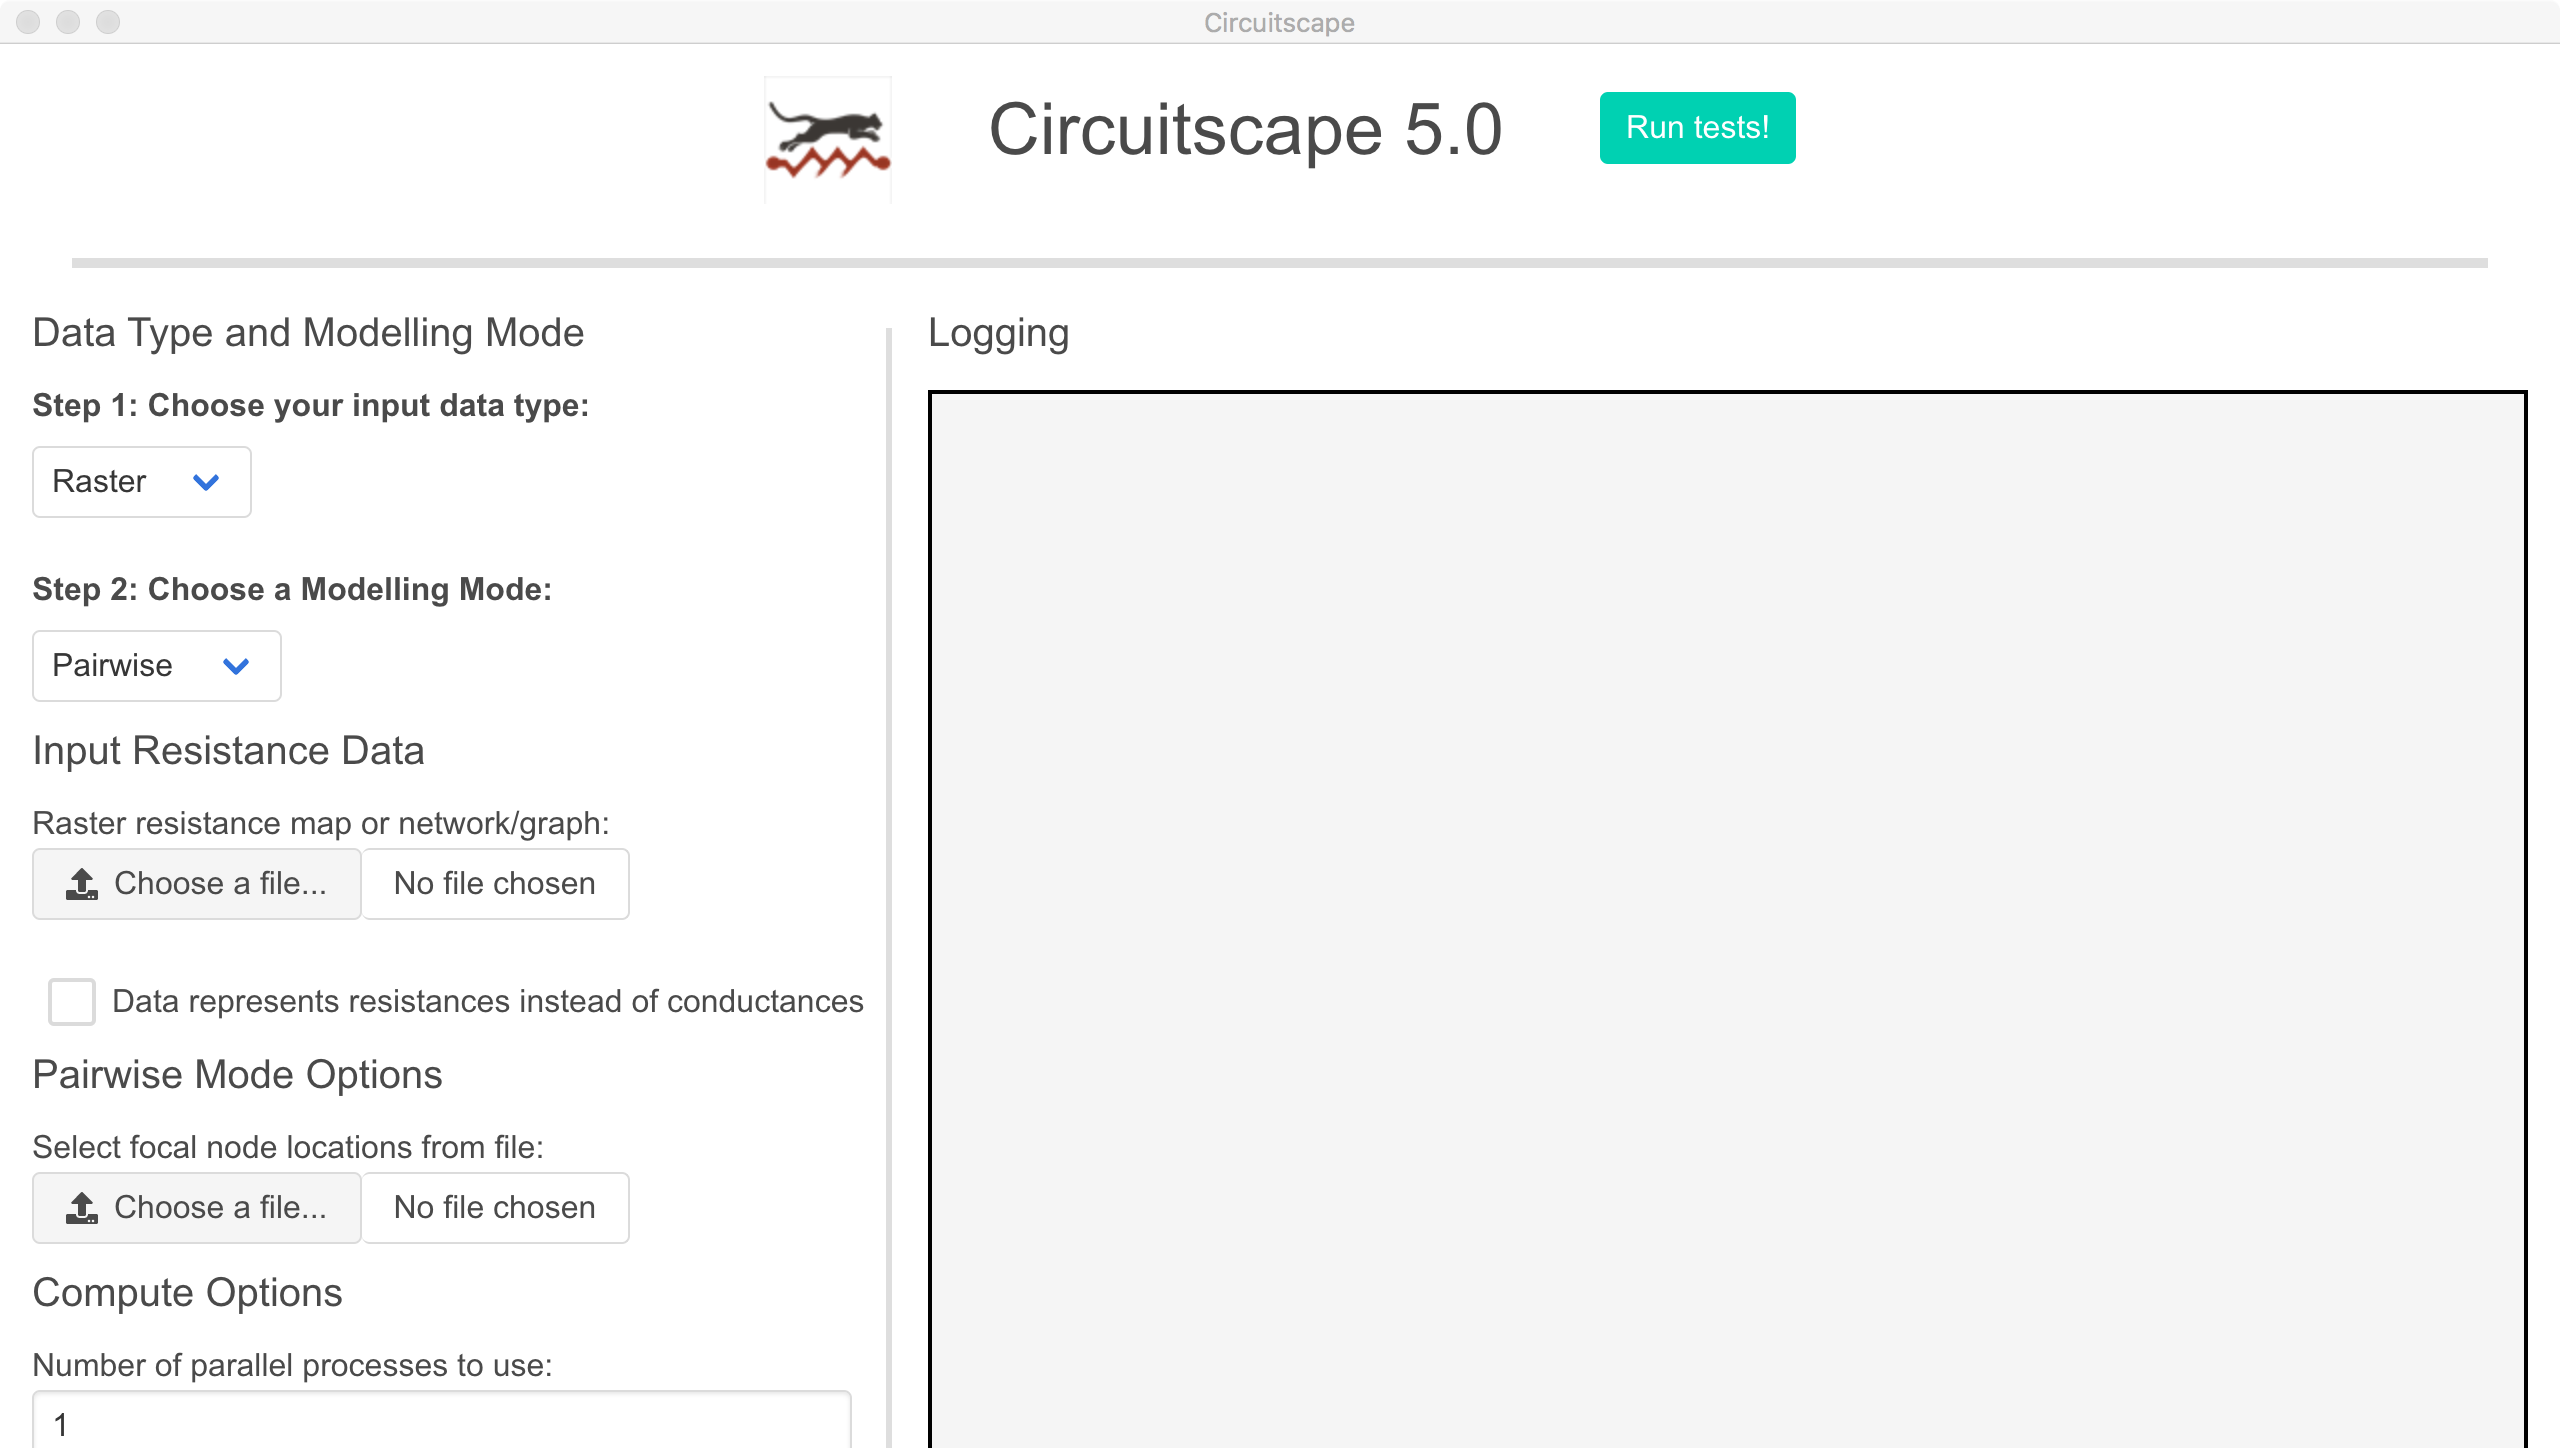 Circuitscape
Circuitscape 5.0
Run tests!
Data Type and Modelling Mode
Step 1: Choose your input data type:
Raster
Step 2: Choose a Modelling Mode:
Pairwise
Input Resistance Data
Raster resistance map or network/graph:
Choose a file... No file chosen
Data represents resistances instead of conductances
Pairwise Mode Options
Select focal node locations from file:
Choose a file... No file chosen
Compute Options
Number of parallel processes to use:
1
Logging